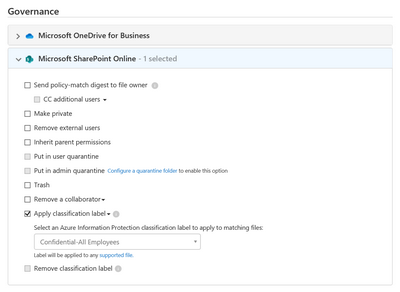 Governance
Microsoft OneDrive for Business
Microsoft SharePoint Online - 1 selected
Send policy-match digest to file owner
CC additional users
Make private
Remove external users
Inherit parent permissions
Put in user quarantine
Put in admin quarantine Configure a quarantine folder to enable this option
Trash
Remove a collaborator
Apply classification label
Select an Azure Information Protection classification label to apply to matching files:
Confidential-All Employees
Label will be applied to any supported file.
Remove classification label